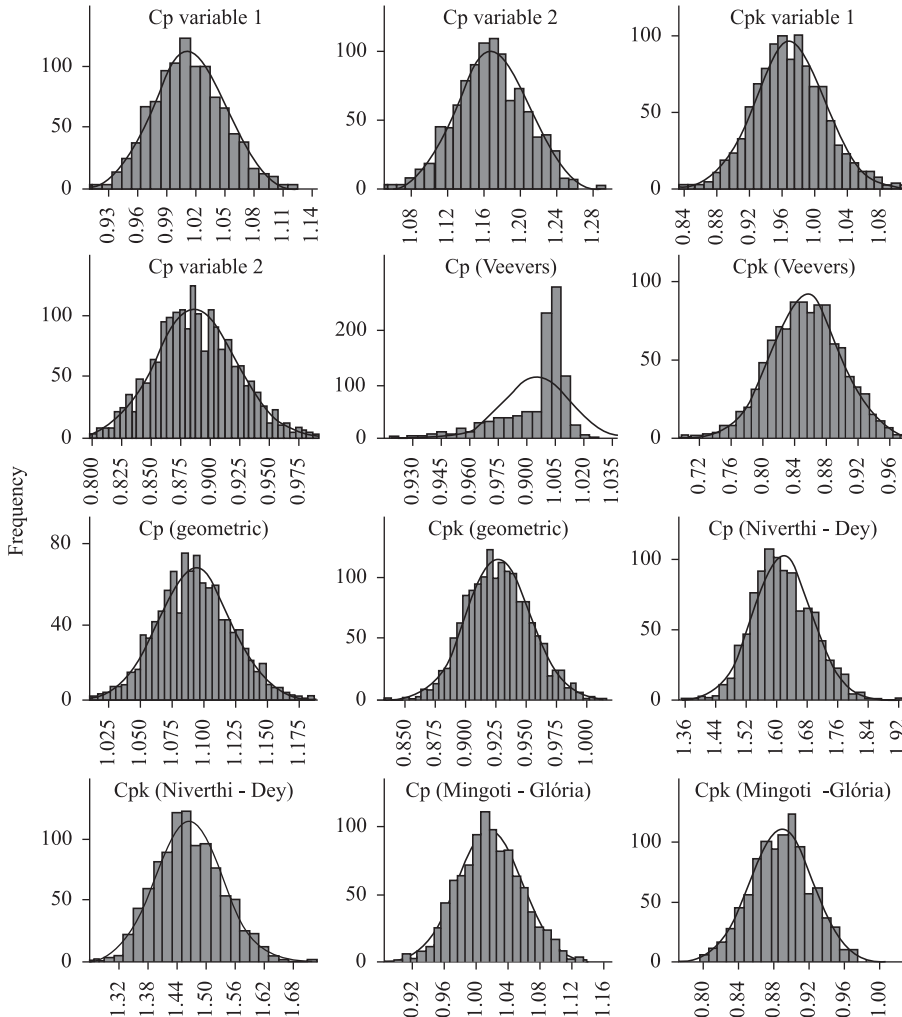 Frequency
Cp variable 1
100
50
0
0.93 0.96 0.99 1.02 1.05 1.08 1.11 1.14
Cp variable 2
100
50
0
1.08 1.12 1.16 1.20 1.24 1.28
Cpk variable 1
100
50
0
0.84 0.88 0.92 1.96 1.00 1.04 1.08
Cp variable 2
100
50
0
0.800 0.825 0.850 0.875 0.900 0.925 0.950 0.975
Cp (Veevers)
200
100
0
0.930 0.945 0.960 0.975 0.990 1.005 1.020 1.035
Cpk (Veevers)
100
50
0
0.72 0.76 0.80 0.84 0.88 0.92 0.96
Cp (geometric)
80
40
0
1.025 1.050 1.075 1.100 1.125 1.150 1.175
Cpk (geometric)
100
50
0
0.850 0.875 0.900 0.925 0.950 0.975 1.000
Cp (Niverthi - Dey)
100
50
0
1.36 1.44 1.52 1.60 1.68 1.76 1.84 1.92
Cpk (Niverthi - Dey)
100
50
0
1.32 1.38 1.44 1.50 1.56 1.62 1.68
Cp (Mingoti - Glória)
100
50
0
0.92 0.96 1.00 1.04 1.08 1.12 1.16
Cpk (Mingoti -Glória)
100
50
0
0.80 0.84 0.88 0.92 0.96 1.00